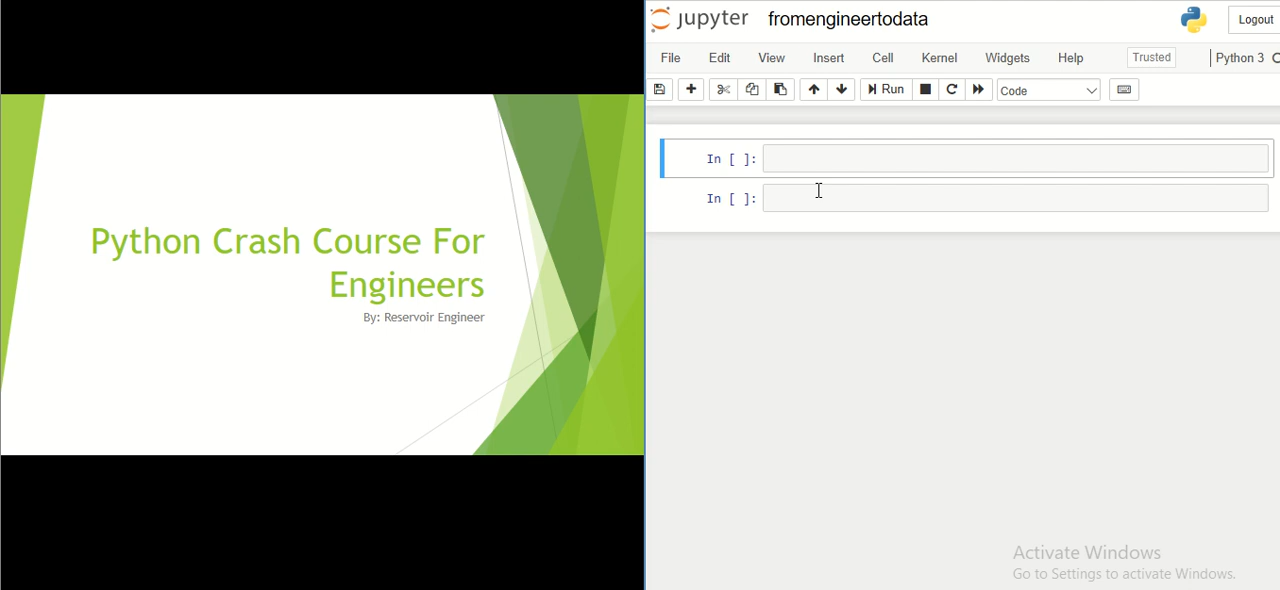 Python Crash Course For
Engineers
By: Reservoir Engineer
jupyter fromengineertodata
Logout
File Edit View Insert Cell Kernel Widgets Help Trusted Python 3
Run Code
In [ ]:
In [ ]:
Activate Windows
Go to Settings to activate Windows.